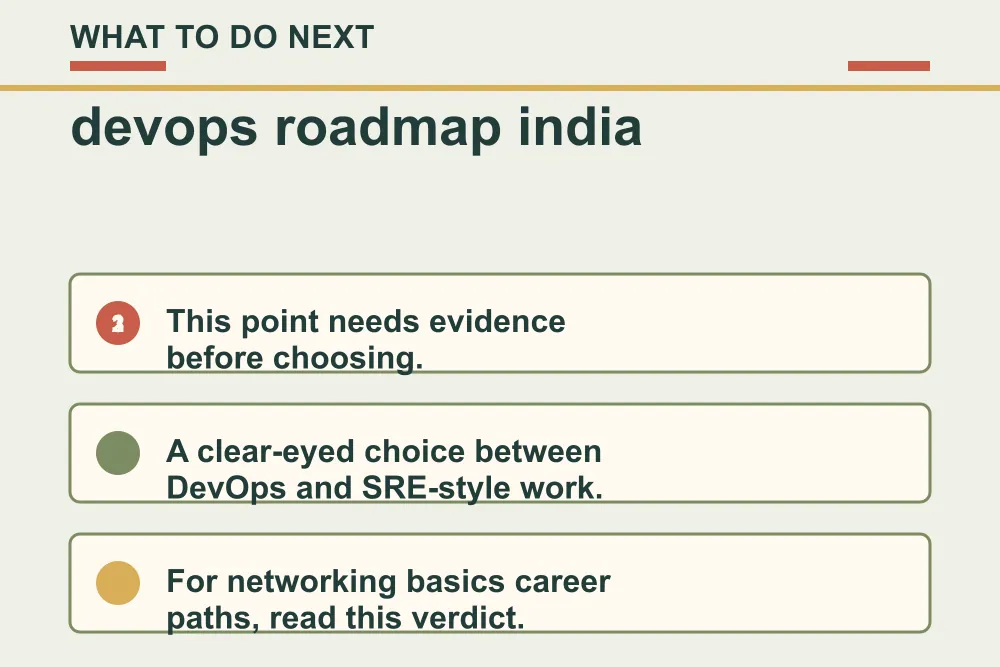 WHAT TO DO NEXT
devops roadmap india
This point needs evidence
before choosing.
A clear-eyed choice between
DevOps and SRE-style work.
For networking basics career
paths, read this verdict.